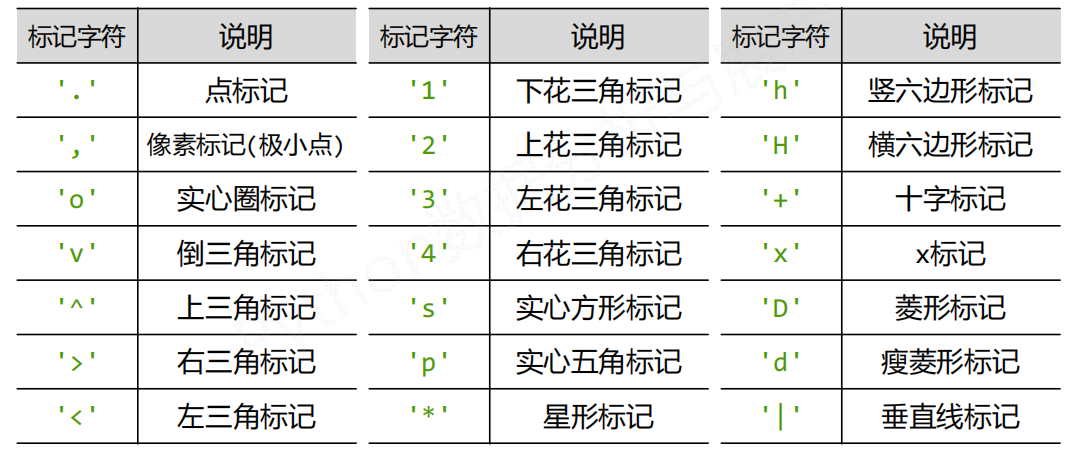 标记字符 说明 标记字符 说明 标记字符 说明
'.' 点标记 '1' 下花三角标记 'h' 竖六边形标记
',' 像素标记(极小点) '2' 上花三角标记 'H' 横六边形标记
'o' 实心圈标记 '3' 左花三角标记 '+' 十字标记
'v' 倒三角标记 '4' 右花三角标记 'x' x标记
'^' 上三角标记 's' 实心方形标记 'D' 菱形标记
'>' 右三角标记 'p' 实心五角标记 'd' 瘦菱形标记
'<' 左三角标记 '*' 星形标记 '|' 垂直线标记